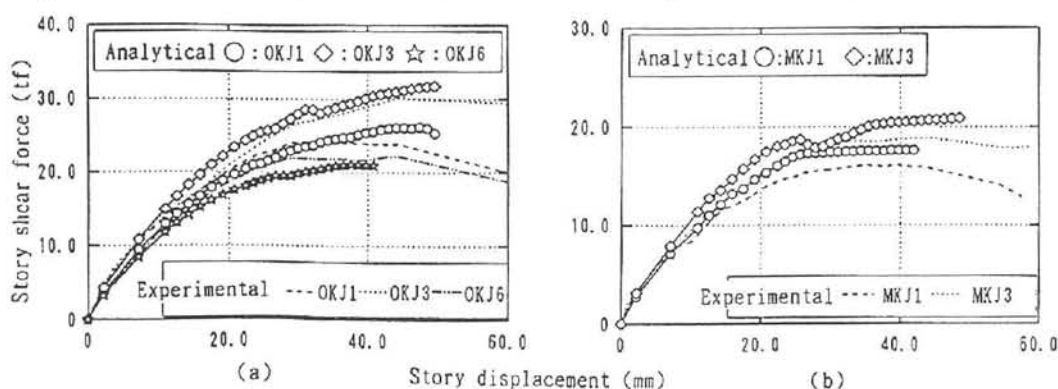 40.0
30.0
20.0
10.0
0
Story shear force (tf)
Analytical ○: OKJ1 ◇: OKJ3 ☆: OKJ6
Experimental ---- OKJ1 ······ OKJ3 —·— OKJ6
0 20.0 40.0 60.0
(a)
30.0
20.0
10.0
0
Analytical ○:MKJ1 ◇:MKJ3
Experimental ---- MKJ1 ······ MKJ3
0 20.0 40.0 60.0
(b)
Story displacement (mm)